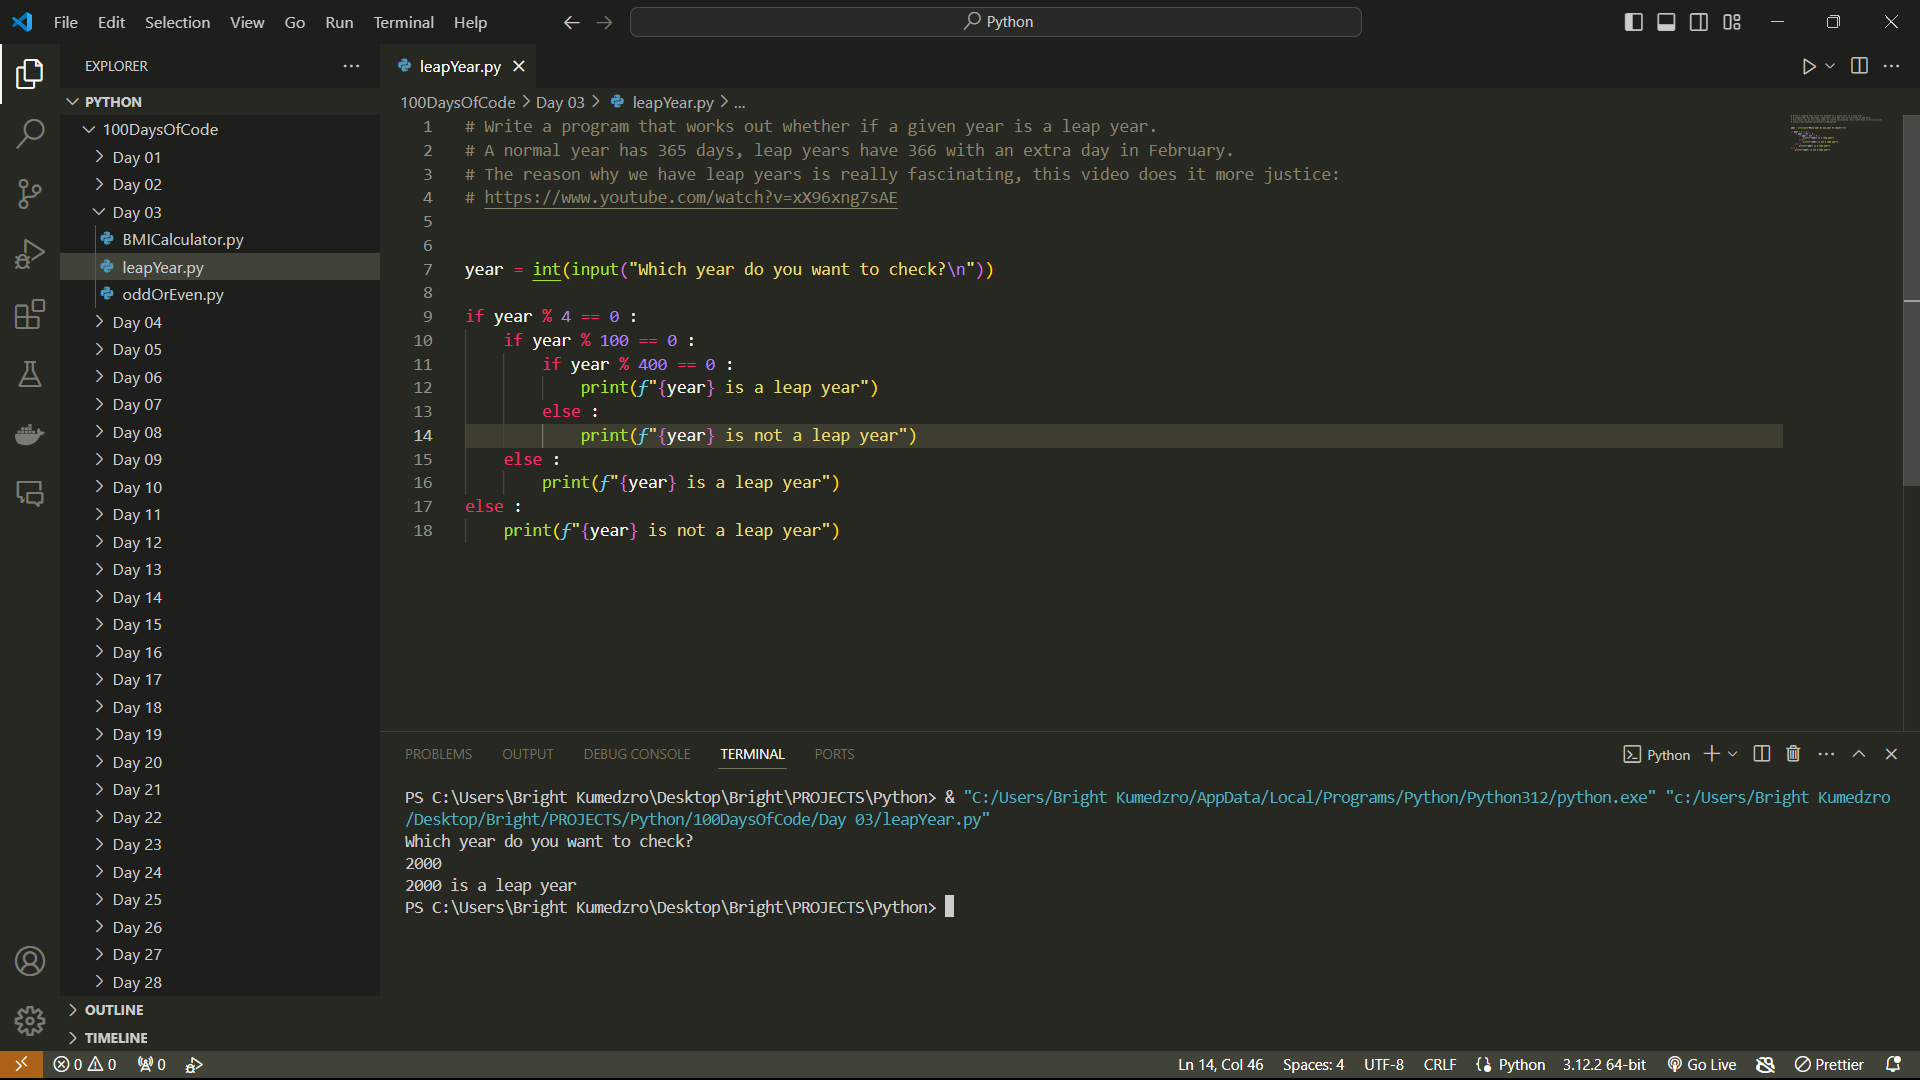 File Edit Selection View Go Run Terminal Help
Python
EXPLORER
PYTHON
100DaysOfCode
Day 01
Day 02
Day 03
BMICalculator.py
leapYear.py
oddOrEven.py
Day 04
Day 05
Day 06
Day 07
Day 08
Day 09
Day 10
Day 11
Day 12
Day 13
Day 14
Day 15
Day 16
Day 17
Day 18
Day 19
Day 20
Day 21
Day 22
Day 23
Day 24
Day 25
Day 26
Day 27
Day 28
OUTLINE
TIMELINE
leapYear.py
100DaysOfCode > Day 03 > leapYear.py > ...
1 # Write a program that works out whether if a given year is a leap year.
2 # A normal year has 365 days, leap years have 366 with an extra day in February.
3 # The reason why we have leap years is really fascinating, this video does it more justice:
4 # https://www.youtube.com/watch?v=xX96xng7sAE
5
6
7 year = int(input("Which year do you want to check?\n"))
8
9 if year % 4 == 0 :
10     if year % 100 == 0 :
11         if year % 400 == 0 :
12             print(f"{year} is a leap year")
13         else :
14             print(f"{year} is not a leap year")
15     else :
16         print(f"{year} is a leap year")
17 else :
18     print(f"{year} is not a leap year")
PROBLEMS OUTPUT DEBUG CONSOLE TERMINAL PORTS
Python
PS C:\Users\Bright Kumedzro\Desktop\Bright\PROJECTS\Python> & "C:/Users/Bright Kumedzro/AppData/Local/Programs/Python/Python312/python.exe" "c:/Users/Bright Kumedzro
/Desktop/Bright/PROJECTS/Python/100DaysOfCode/Day 03/leapYear.py"
Which year do you want to check?
2000
2000 is a leap year
PS C:\Users\Bright Kumedzro\Desktop\Bright\PROJECTS\Python>
0 0 0 Ln 14, Col 46 Spaces: 4 UTF-8 CRLF Python 3.12.2 64-bit Go Live Prettier